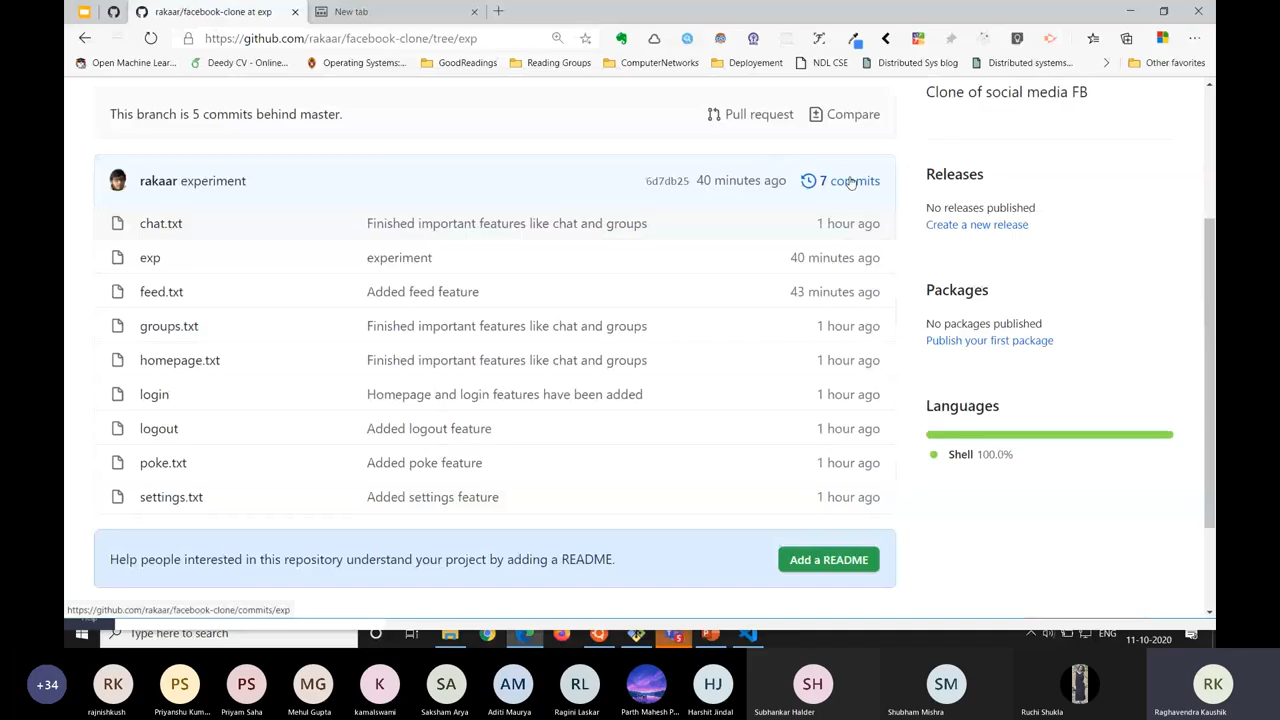 rakaar/facebook-clone at exp
New tab
https://github.com/rakaar/facebook-clone/tree/exp
Open Machine Lear...
Deedy CV - Online...
Operating Systems:...
GoodReadings
Reading Groups
ComputerNetworks
Deployement
NDL CSE
Distributed Sys blog
Distributed systems...
Other favorites
This branch is 5 commits behind master.
Pull request
Compare
rakaar experiment
6d7db25 40 minutes ago
7 commits
chat.txt Finished important features like chat and groups 1 hour ago
exp experiment 40 minutes ago
feed.txt Added feed feature 43 minutes ago
groups.txt Finished important features like chat and groups 1 hour ago
homepage.txt Finished important features like chat and groups 1 hour ago
login Homepage and login features have been added 1 hour ago
logout Added logout feature 1 hour ago
poke.txt Added poke feature 1 hour ago
settings.txt Added settings feature 1 hour ago
Help people interested in this repository understand your project by adding a README.
Add a README
Clone of social media FB
Releases
No releases published
Create a new release
Packages
No packages published
Publish your first package
Languages
Shell 100.0%
https://github.com/rakaar/facebook-clone/commits/exp
Type here to search
ENG
11-10-2020
+34
RK
rajnishkush
PS
Priyanshu Kum...
PS
Priyam Saha
MG
Mehul Gupta
K
kamalswami
SA
Saksham Arya
AM
Aditi Maurya
RL
Ragini Laskar
Parth Mahesh P...
HJ
Harshit Jindal
SH
Subhankar Halder
SM
Shubham Mishra
Ruchi Shukla
RK
Raghavendra Kaushik